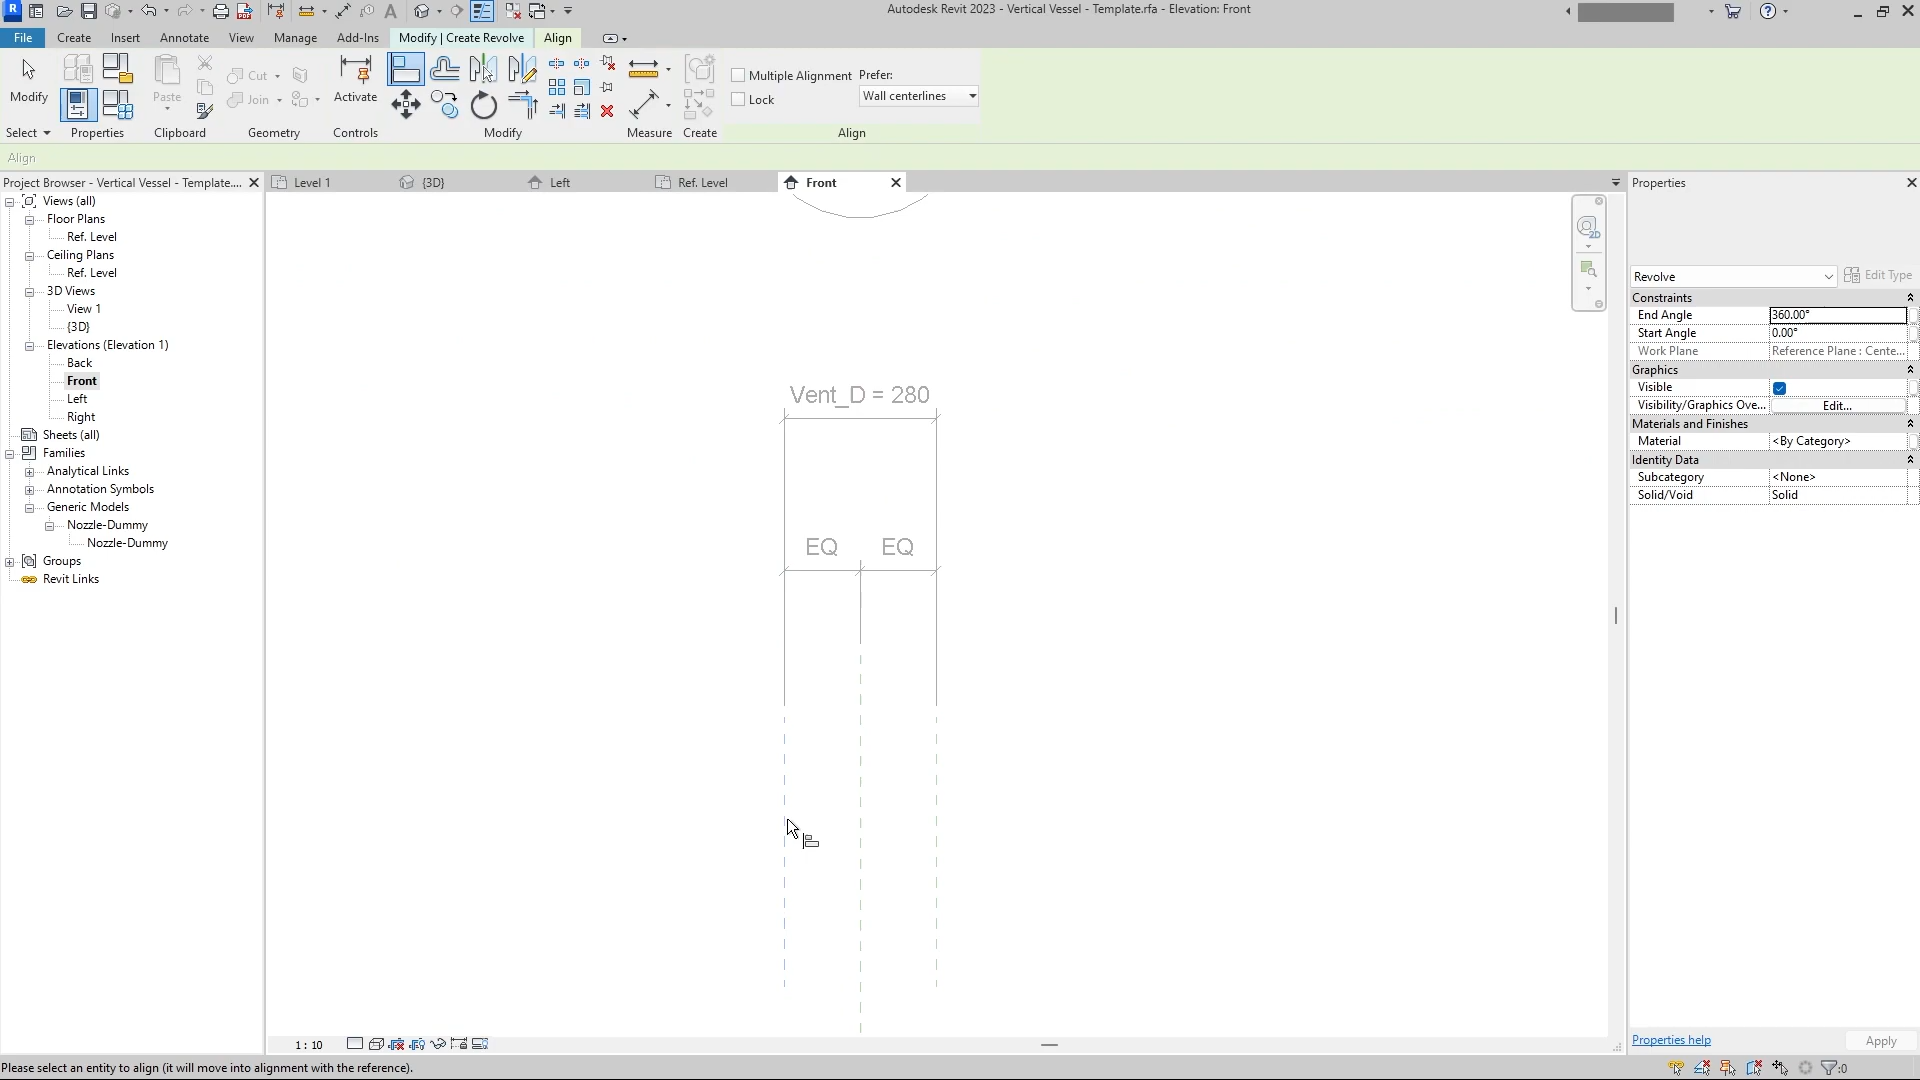 Autodesk Revit 2023 - Vertical Vessel - Template.rfa - Elevation: Front
File
Create
Insert
Annotate
View
Manage
Add-Ins
Modify | Create Revolve
Align
Modify
Paste
Cut
Join
Activate
Multiple Alignment
Lock
Prefer:
Wall centerlines
Select
Properties
Clipboard
Geometry
Controls
Modify
Measure
Create
Align
Align
Project Browser - Vertical Vessel - Template....
Level 1
{3D}
Left
Ref. Level
Front
Properties
Views (all)
Floor Plans
Ref. Level
Ceiling Plans
Ref. Level
3D Views
View 1
{3D}
Elevations (Elevation 1)
Back
Front
Left
Right
Sheets (all)
Families
Analytical Links
Annotation Symbols
Generic Models
Nozzle-Dummy
Nozzle-Dummy
Groups
Revit Links
2D
Vent_D = 280
EQ
EQ
Revolve
Edit Type
Constraints
End Angle
360.00°
Start Angle
0.00°
Work Plane
Reference Plane : Cente...
Graphics
Visible
Visibility/Graphics Ove...
Edit...
Materials and Finishes
Material
<By Category>
Identity Data
Subcategory
<None>
Solid/Void
Solid
Properties help
Apply
1 : 10
Please select an entity to align (it will move into alignment with the reference).
:0